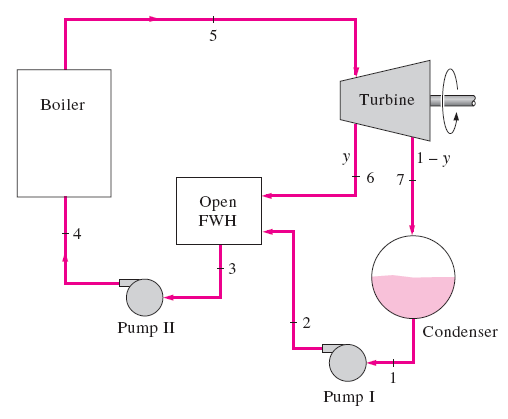 5
Boiler
Turbine
y
1 – y
6
7
Open
FWH
4
3
Pump II
2
Condenser
1
Pump I